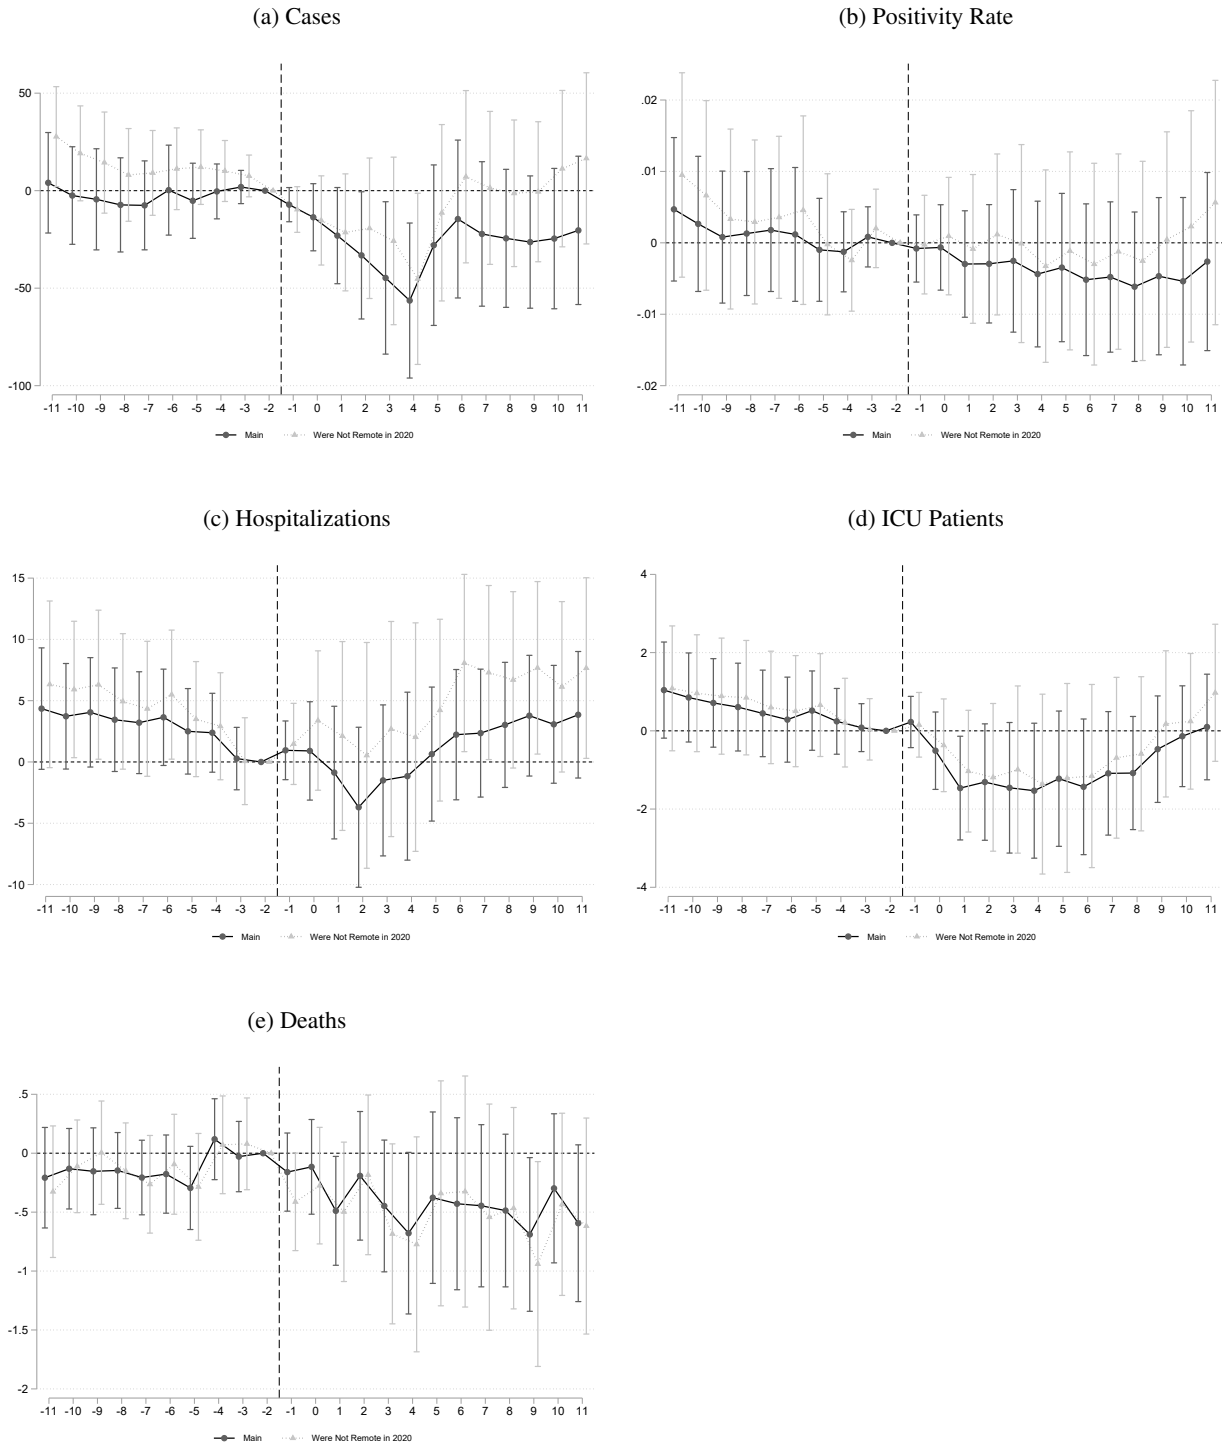 (a) Cases
50
0
-50
-100
-11 -10 -9 -8 -7 -6 -5 -4 -3 -2 -1 0 1 2 3 4 5 6 7 8 9 10 11
Main Were Not Remote in 2020
(b) Positivity Rate
.02
.01
0
-.01
-.02
-11 -10 -9 -8 -7 -6 -5 -4 -3 -2 -1 0 1 2 3 4 5 6 7 8 9 10 11
Main Were Not Remote in 2020
(c) Hospitalizations
15
10
5
0
-5
-10
-11 -10 -9 -8 -7 -6 -5 -4 -3 -2 -1 0 1 2 3 4 5 6 7 8 9 10 11
Main Were Not Remote in 2020
(d) ICU Patients
4
2
0
-2
-4
-11 -10 -9 -8 -7 -6 -5 -4 -3 -2 -1 0 1 2 3 4 5 6 7 8 9 10 11
Main Were Not Remote in 2020
(e) Deaths
.5
0
-.5
-1
-1.5
-2
-11 -10 -9 -8 -7 -6 -5 -4 -3 -2 -1 0 1 2 3 4 5 6 7 8 9 10 11
Main Were Not Remote in 2020